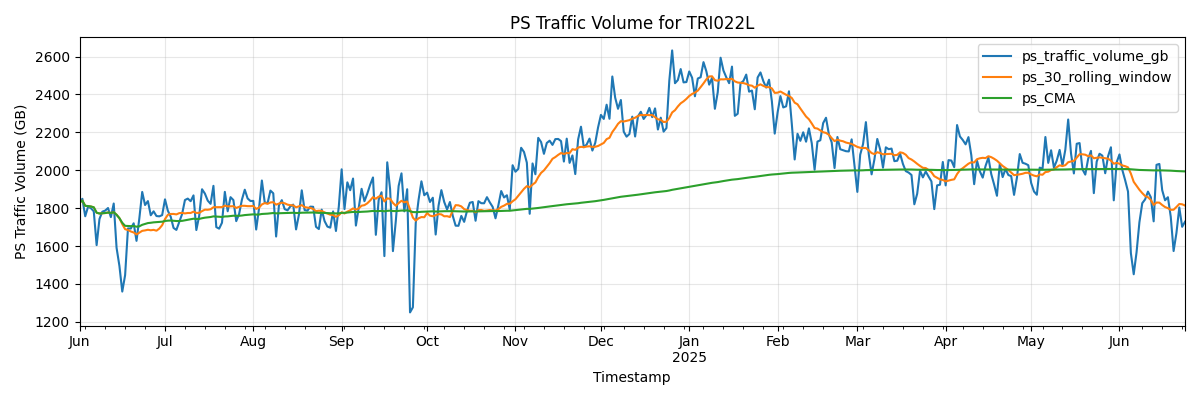 PS Traffic Volume for TRI022L
PS Traffic Volume (GB)
2600
2400
2200
2000
1800
1600
1400
1200
ps_traffic_volume_gb
ps_30_rolling_window
ps_CMA
Jun Jul Aug Sep Oct Nov Dec Jan Feb Mar Apr May Jun
2025
Timestamp